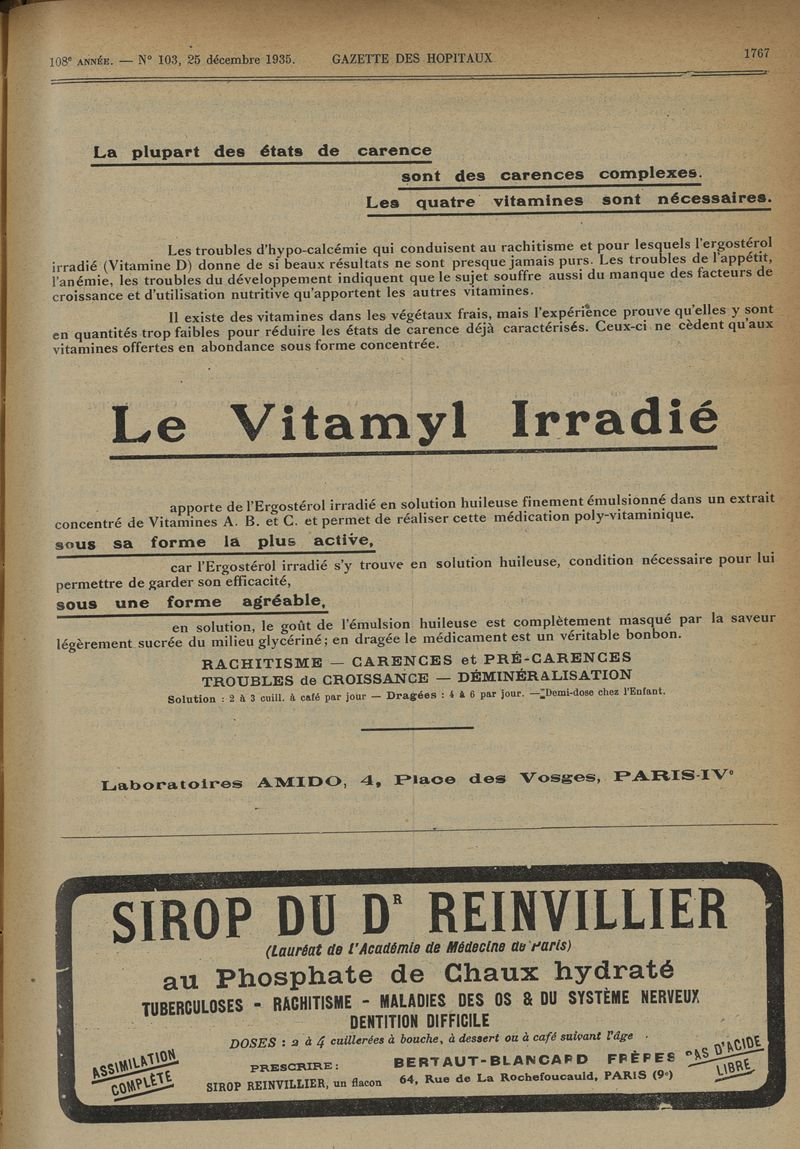 108e ANNÉE. — N° 103, 25 décembre 1935. GAZETTE DES HOPITAUX 1767
La plupart des états de carence
sont des carences complexes.
Les quatre vitamines sont nécessaires.
Les troubles d'hypo-calcémie qui conduisent au rachitisme et pour lesquels l'ergostérol
irradié (Vitamine D) donne de si beaux résultats ne sont presque jamais purs. Les troubles de l'appétit,
l'anémie, les troubles du développement indiquent que le sujet souffre aussi du manque des facteurs de
croissance et d'utilisation nutritive qu'apportent les autres vitamines.
Il existe des vitamines dans les végétaux frais, mais l'expérience prouve qu'elles y sont
en quantités trop faibles pour réduire les états de carence déjà caractérisés. Ceux-ci ne cèdent qu'aux
vitamines offertes en abondance sous forme concentrée.
Le Vitamyl Irradié
apporte de l'Ergostérol irradié en solution huileuse finement émulsionné dans un extrait
concentré de Vitamines A. B. et C. et permet de réaliser cette médication poly-vitaminique.
sous sa forme la plus active,
car l'Ergostérol irradié s'y trouve en solution huileuse, condition nécessaire pour lui
permettre de garder son efficacité,
sous une forme agréable,
en solution, le goût de l'émulsion huileuse est complètement masqué par la saveur
légèrement sucrée du milieu glycériné; en dragée le médicament est un véritable bonbon.
RACHITISME — CARENCES et PRÉ-CARENCES
TROUBLES de CROISSANCE — DÉMINÉRALISATION
Solution : 2 à 3 cuill. à café par jour — Dragées : 4 à 6 par jour. — Demi-dose chez l'Enfant.
Laboratoires AMIDO, 4, Place des Vosges, PARIS-IVe
SIROP DU DR REINVILLIER
(Lauréat de l'Académie de Médecine de Paris)
au Phosphate de Chaux hydraté
TUBERCULOSES - RACHITISME - MALADIES DES OS & DU SYSTÈME NERVEUX
DENTITION DIFFICILE
DOSES : 2 à 4 cuillerées à bouche, à dessert ou à café suivant l'âge .
ASSIMILATION
COMPLÈTE
PRESCRIRE :
SIROP REINVILLIER, un flacon
BERTAUT-BLANCARD FRÈRES
64, Rue de La Rochefoucauld, PARIS (9e)
PAS D'ACIDE
LIBRE